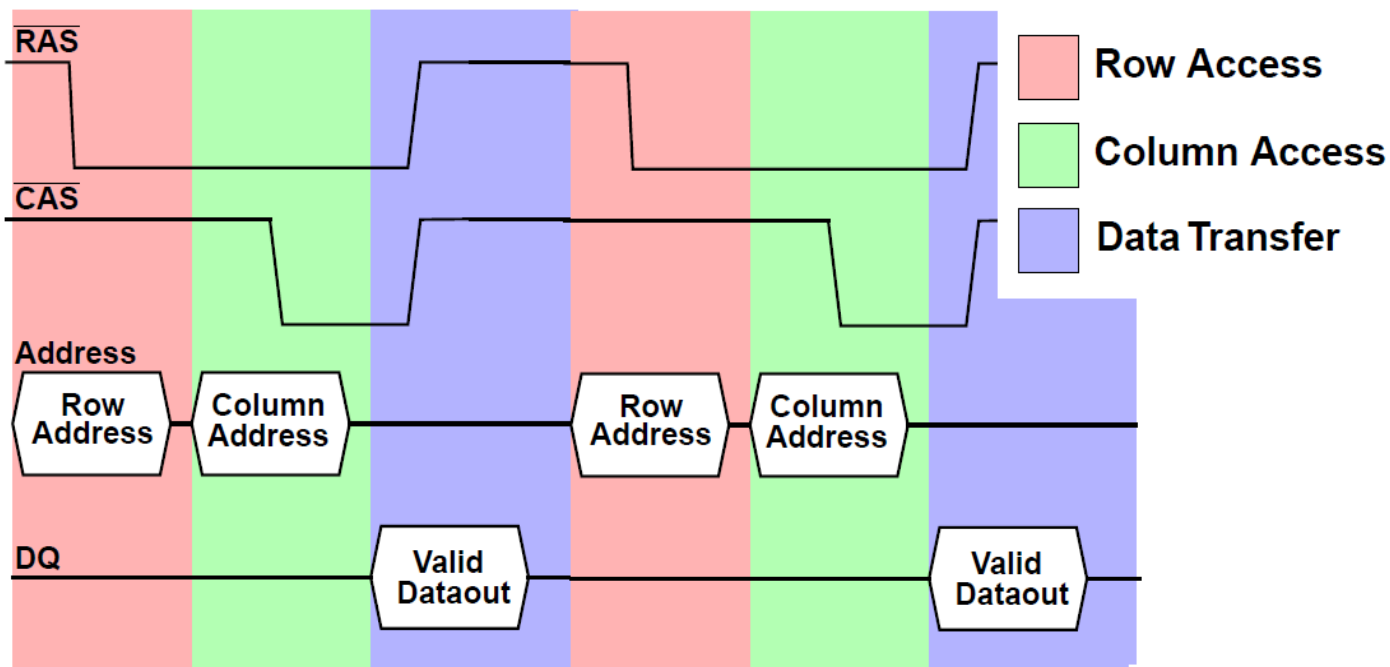 RAS
Row Access
Column Access
CAS
Data Transfer
Address
Row
Address
Column
Address
Row
Address
Column
Address
DQ
Valid
Dataout
Valid
Dataout